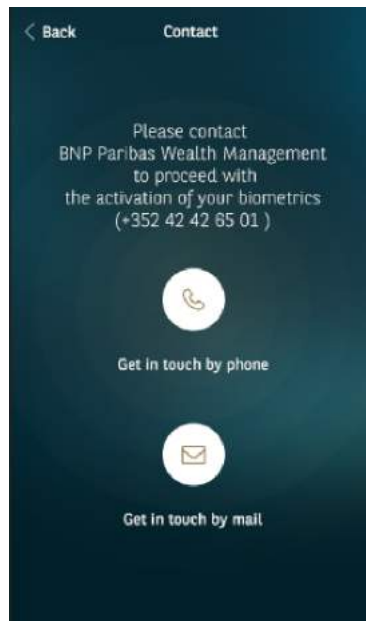 Back
Contact
Please contact
BNP Paribas Wealth Management
to proceed with
the activation of your biometrics
(+352 42 42 65 01 )
Get in touch by phone
Get in touch by mail